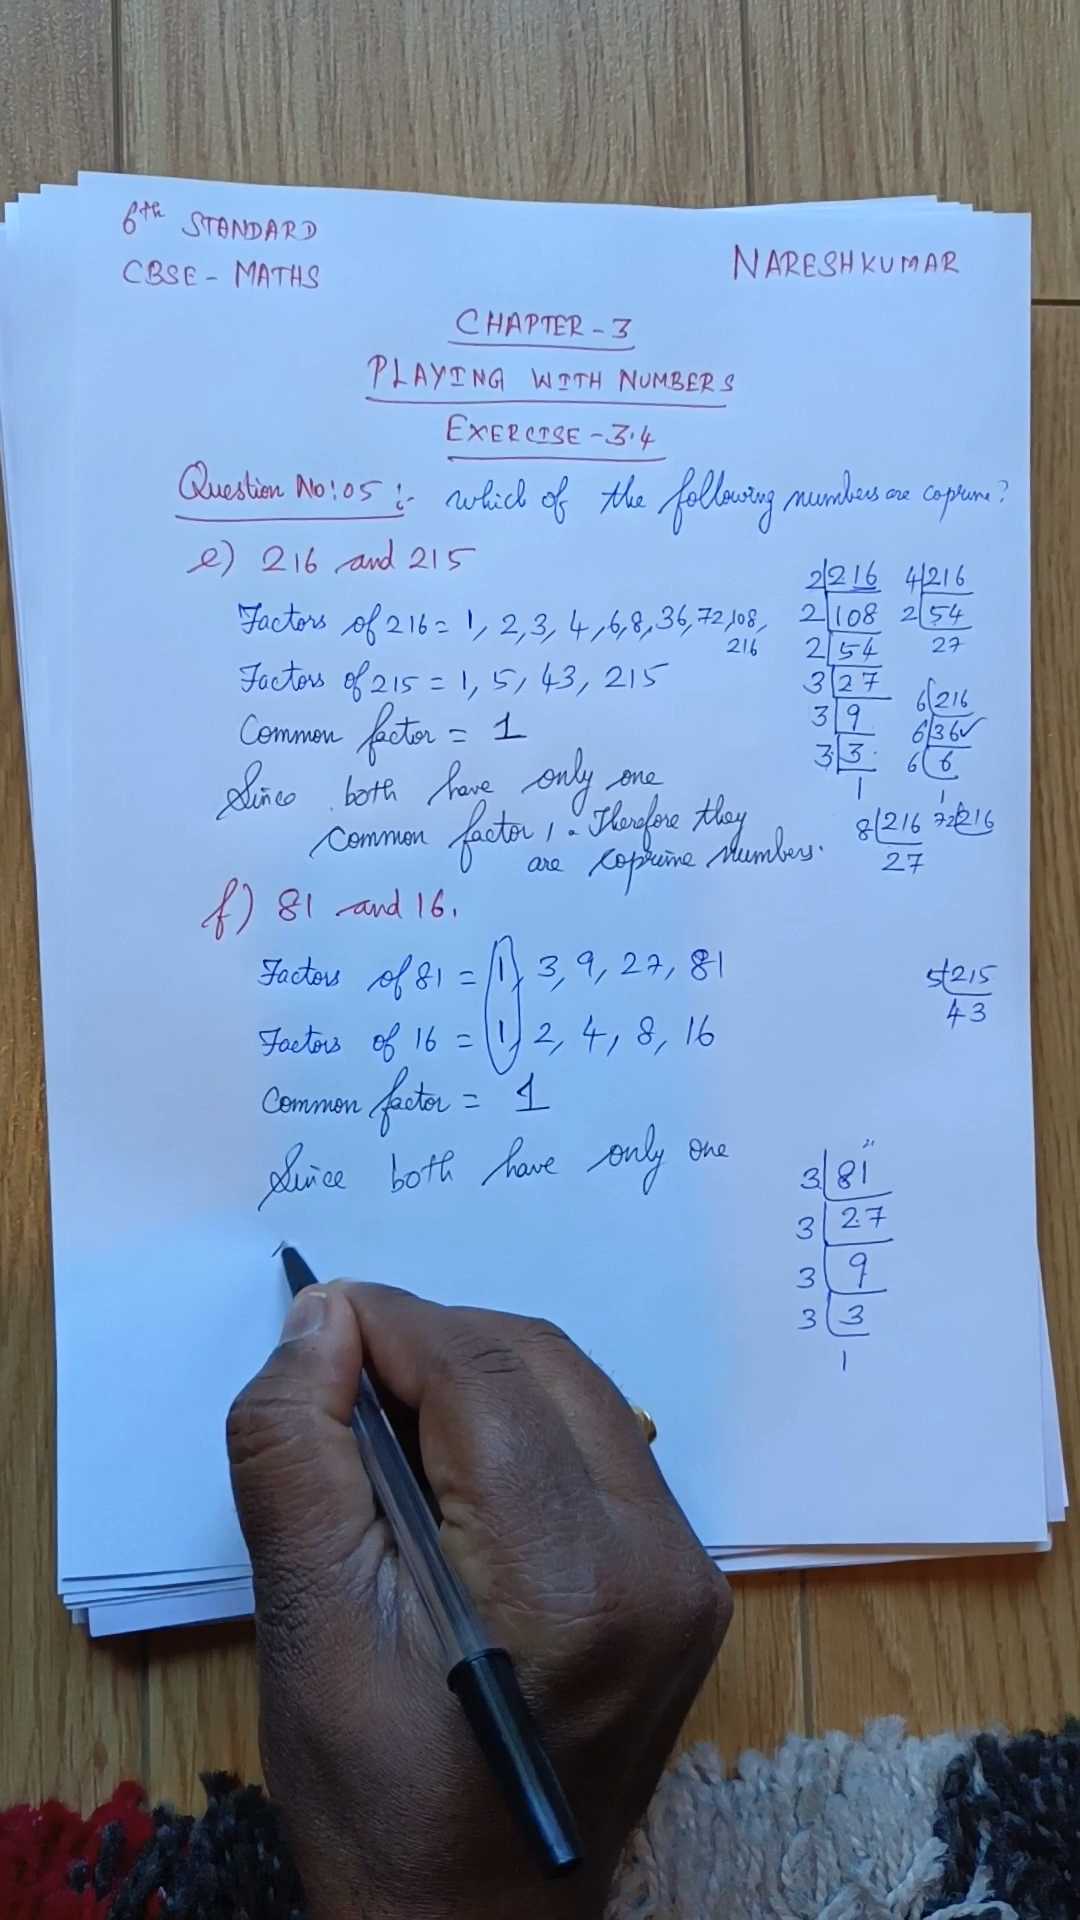 6th STANDARD
CBSE - MATHS
NARESHKUMAR
CHAPTER - 3
PLAYING WITH NUMBERS
EXERCISE - 3.4
Question No:05 :- which of the following numbers are coprime?
e) 216 and 215
Factors of 216 = 1, 2, 3, 4, 6, 8, 36, 72, 108,
216
Factors of 215 = 1, 5, 43, 215
Common factor = 1
Since both have only one
common factor 1. Therefore they
are coprime numbers.
2 216
2 108
2 54
3 27
3 9
3 3
1
4 216
2 54
27
6 216
6 36 ✓
6 6
1
8 216
27
72 216
f) 81 and 16.
Factors of 81 = 1, 3, 9, 27, 81
Factors of 16 = 1, 2, 4, 8, 16
Common factor = 1
Since both have only one
5 215
43
3 81
3 27
3 9
3 3
1